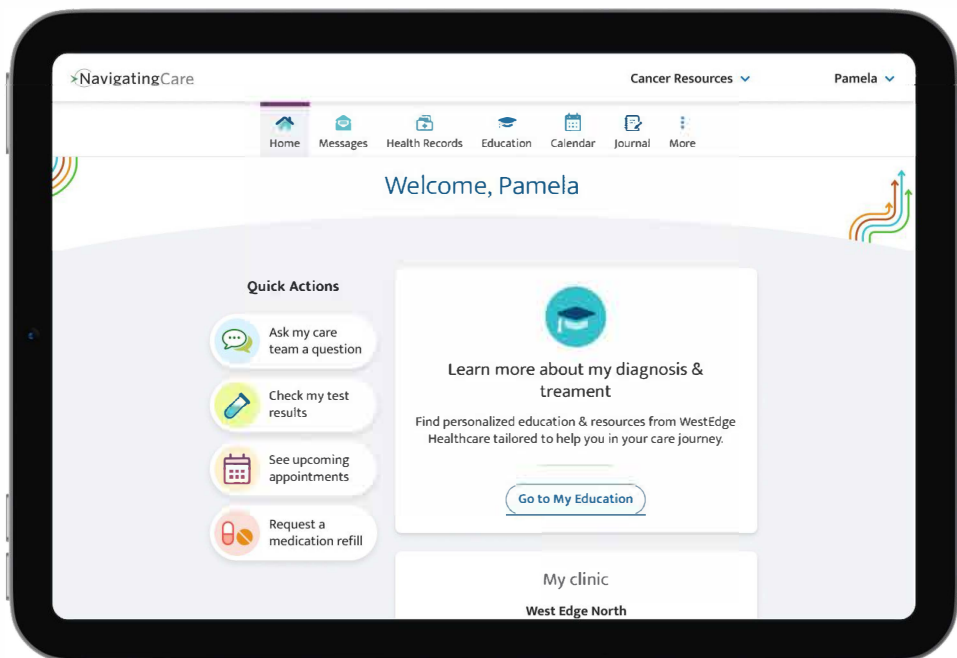 NavigatingCare
Cancer Resources
Pamela
Home
Messages
Health Records
Education
Calendar
Journal
More
Welcome, Pamela
Quick Actions
Ask my care
team a question
Check my test
results
See upcoming
appointments
Request a
medication refill
Learn more about my diagnosis &
treament
Find personalized education & resources from WestEdge
Healthcare tailored to help you in your care journey.
Go to My Education
My clinic
West Edge North